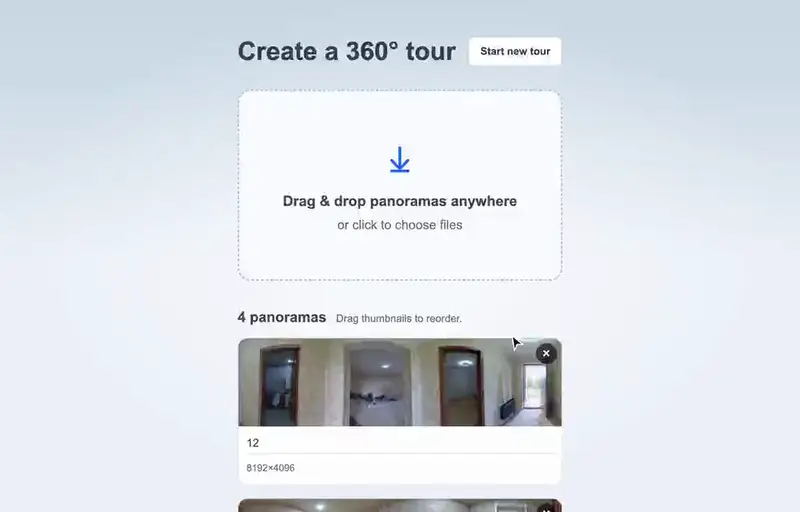 Create a 360° tour
Start new tour
Drag & drop panoramas anywhere
or click to choose files
4 panoramas
Drag thumbnails to reorder.
12
8192×4096